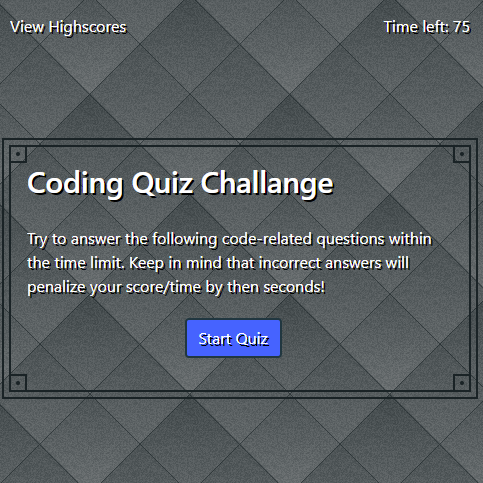 View Highscores
Time left: 75
Coding Quiz Challange
Try to answer the following code-related questions within
the time limit. Keep in mind that incorrect answers will
penalize your score/time by then seconds!
Start Quiz